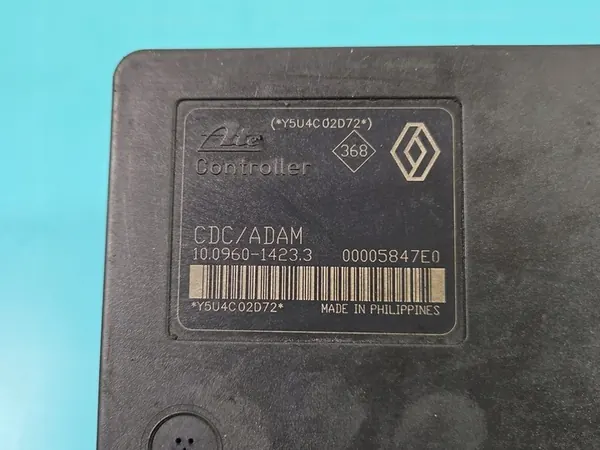 (*Y5U4C02D72*)
Ate 368
Controller
CDC/ADAM
10.0960-1423.3 00005847E0
*Y5U4C02D72* MADE IN PHILIPPINES